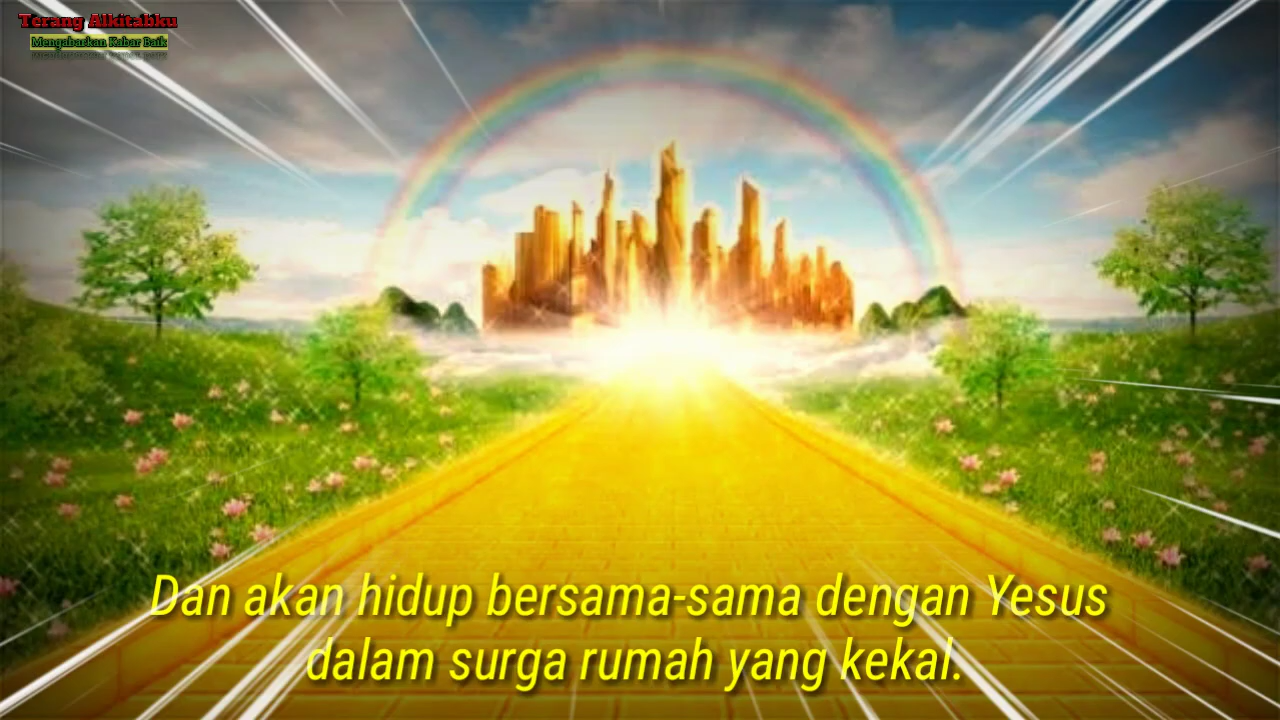 Terang Alkitabku
Mengabarkan Kabar Baik
Dan akan hidup bersama-sama dengan Yesus
dalam surga rumah yang kekal.